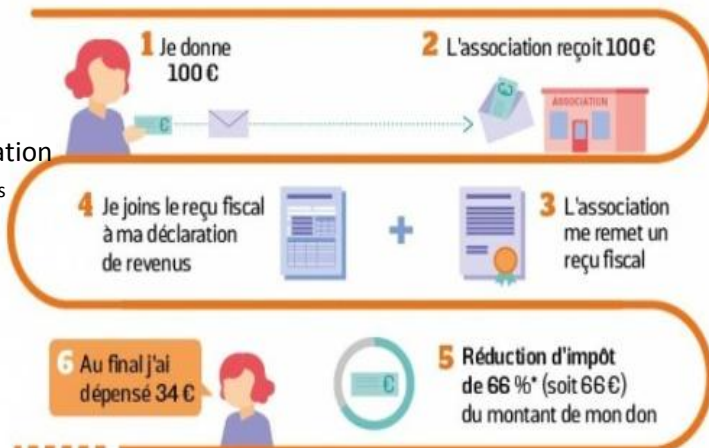 1 Je donne
100 €
2 L'association reçoit 100 €
€
€
ASSOCIATION
ation
s
3 L'association
me remet un
reçu fiscal
4 Je joins le reçu fiscal
à ma déclaration
de revenus
+
5 Réduction d'impôt
de 66 %* (soit 66 €)
du montant de mon don
€
6 Au final j'ai
dépensé 34 €